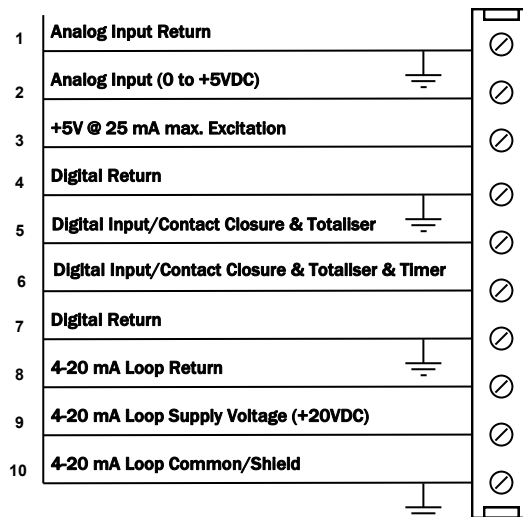 1 Analog Input Return
2 Analog Input (0 to +5VDC)
3 +5V @ 25 mA max. Excitation
4 Digital Return
5 Digital Input/Contact Closure & Totaliser
6 Digital Input/Contact Closure & Totaliser & Timer
7 Digital Return
8 4-20 mA Loop Return
9 4-20 mA Loop Supply Voltage (+20VDC)
10 4-20 mA Loop Common/Shield